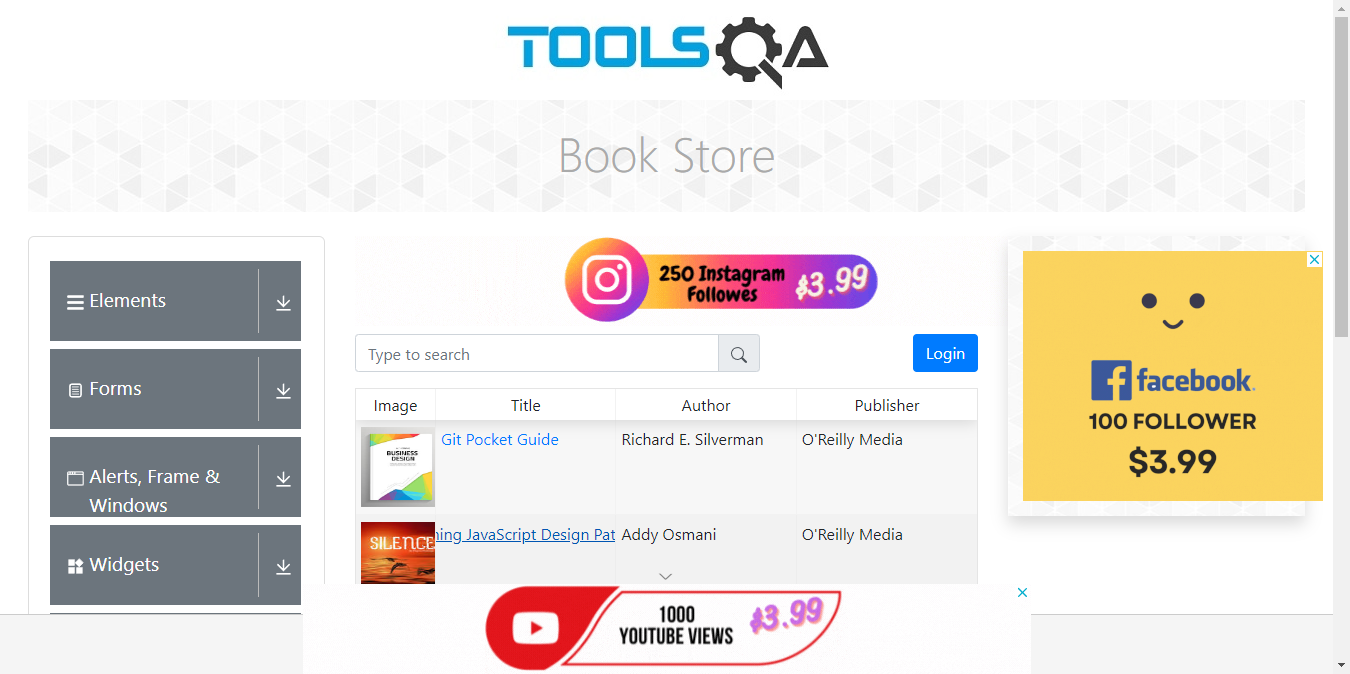 TOOLSQA
Book Store
Elements
Forms
Alerts, Frame &
Windows
Widgets
250 Instagram
Followes
$3.99
Type to search
Login
Image Title Author Publisher
BUSINESS
DESIGN
Git Pocket Guide Richard E. Silverman O'Reilly Media
SILENCE
ning JavaScript Design Pat Addy Osmani O'Reilly Media
facebook.
100 FOLLOWER
$3.99
1000
YOUTUBE VIEWS
$3.99